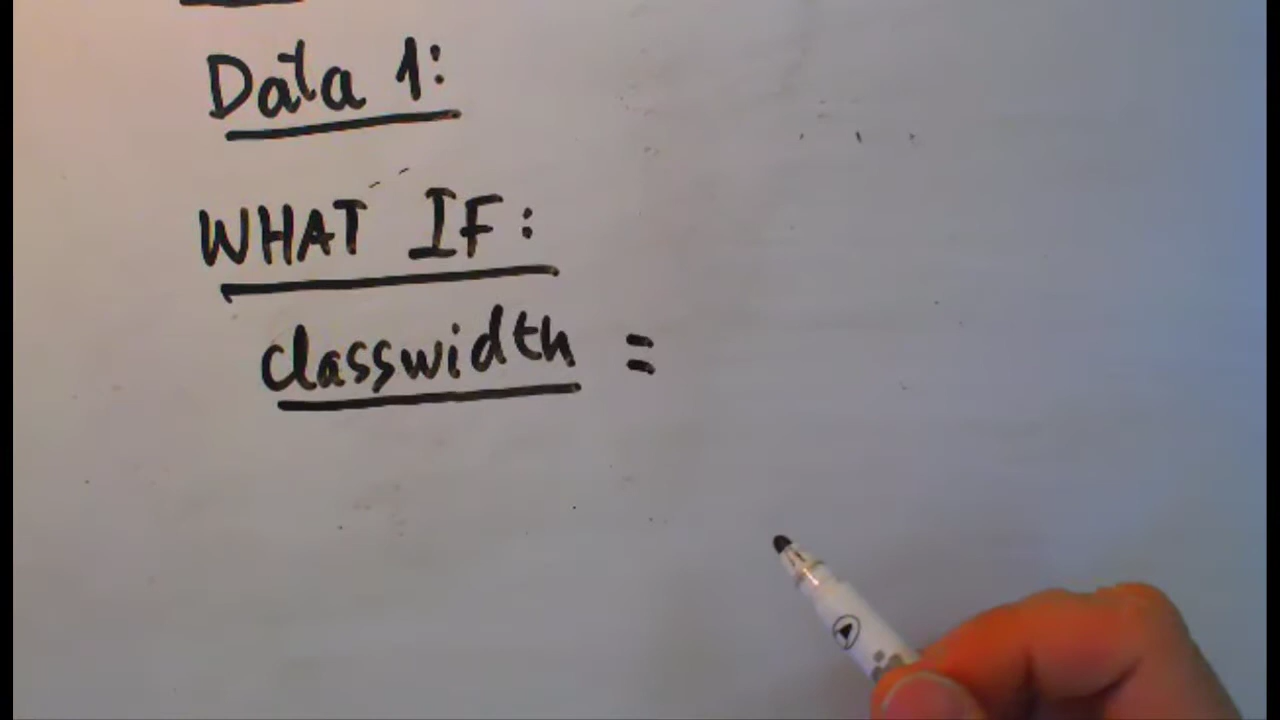 Data 1:
WHAT IF:
classwidth =